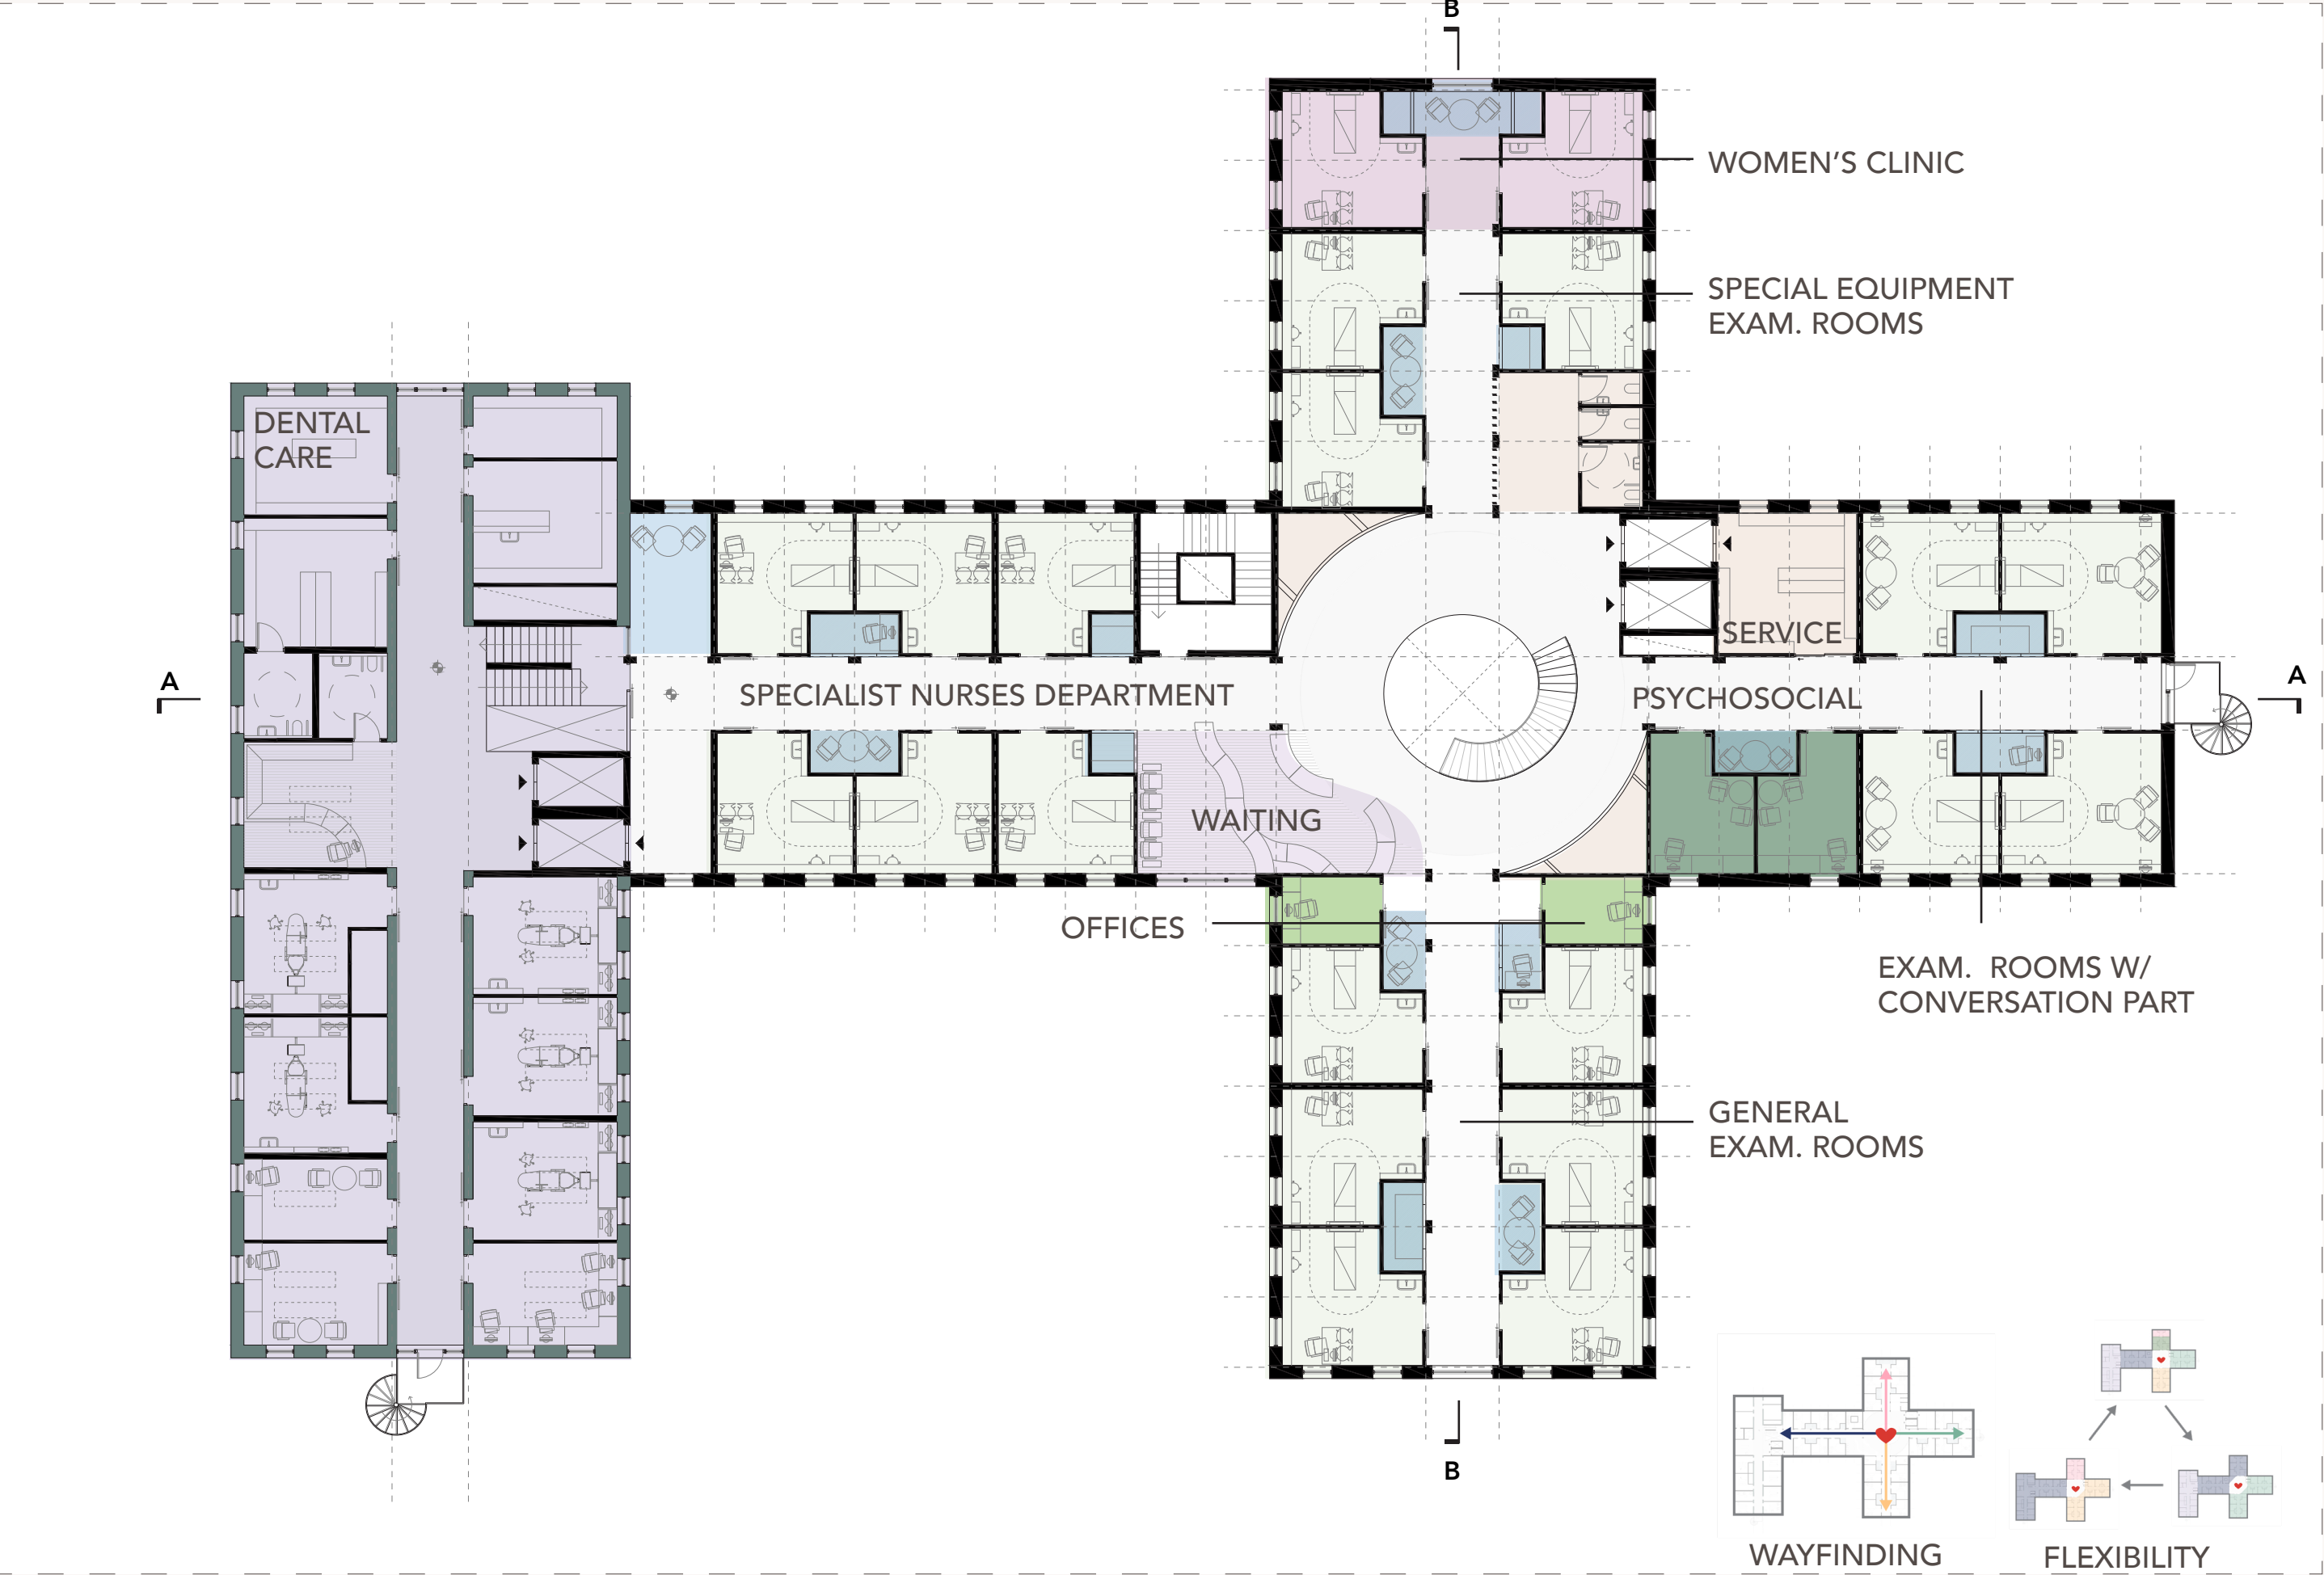 B
WOMEN'S CLINIC
SPECIAL EQUIPMENT
EXAM. ROOMS
DENTAL
CARE
SERVICE
A
SPECIALIST NURSES DEPARTMENT
PSYCHOSOCIAL
A
WAITING
OFFICES
EXAM. ROOMS W/
CONVERSATION PART
GENERAL
EXAM. ROOMS
B
WAYFINDING
FLEXIBILITY